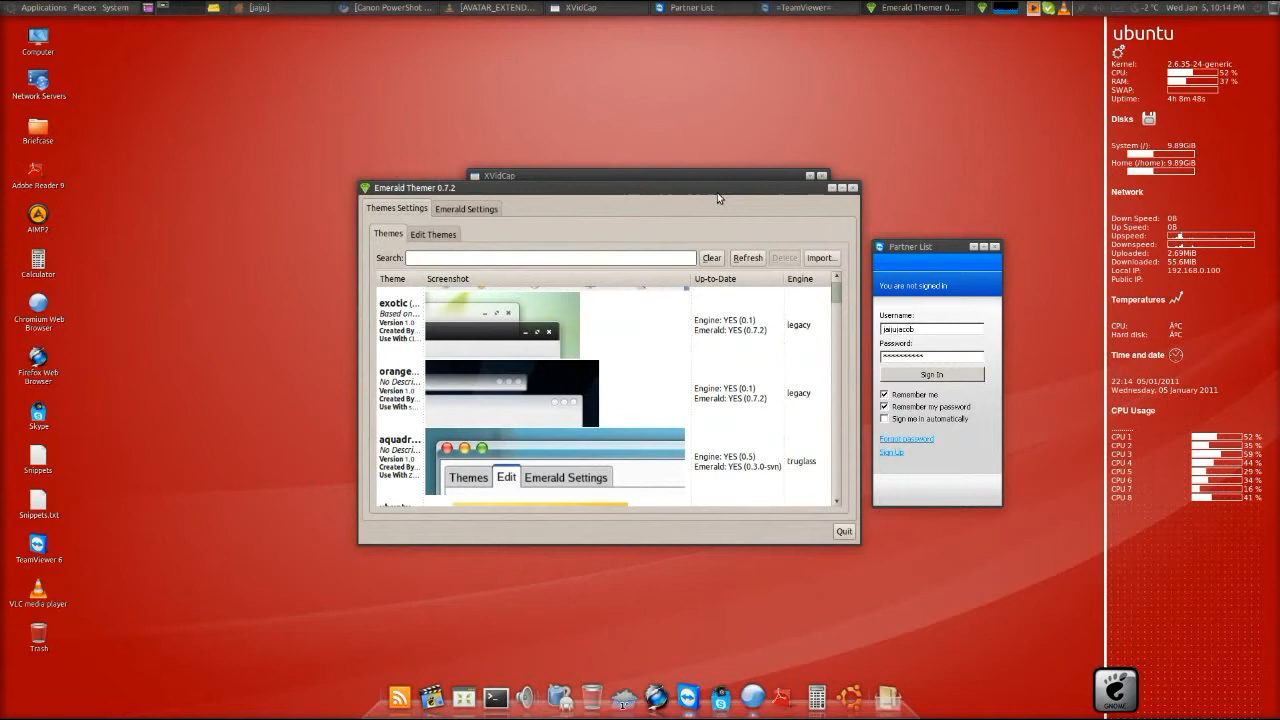 Applications Places System
[jaiju]
[Canon PowerShot ...
[AVATAR_EXTEND...
XVidCap
Partner List
=TeamViewer=
Emerald Themer 0....
-2 °C
Wed Jan 5, 10:14 PM
Computer
Network Servers
Briefcase
Adobe Reader 9
AIMP2
Calculator
Chromium Web
Browser
Firefox Web
Browser
Skype
Snippets
Snippets.txt
TeamViewer 6
VLC media player
Trash
XVidCap
Emerald Themer 0.7.2
Themes Settings
Emerald Settings
Themes
Edit Themes
Search:
Clear
Refresh
Delete
Import...
Theme
Screenshot
Up-to-Date
Engine
exotic (...
Based on...
Version 1.0
Created By...
Use With Cl...
Engine: YES (0.1)
Emerald: YES (0.7.2)
legacy
orange...
No Descri...
Version 1.0
Created By...
Use With s...
Engine: YES (0.1)
Emerald: YES (0.7.2)
legacy
aquadr...
No Descri...
Version 1.0
Created By...
Use With Z...
Themes Edit Emerald Settings
Engine: YES (0.5)
Emerald: YES (0.3.0-svn)
truglass
Quit
Partner List
You are not signed in
Username:
jaijujacob
Password:
**********
Sign In
Remember me
Remember my password
Sign me in automatically
Forgot password
Sign Up
ubuntu
Kernel: 2.6.35-24-generic
CPU: 52 %
RAM: 37 %
SWAP:
Uptime: 4h 8m 48s
Disks
System (/): 9.89GiB
Home (/home): 9.89GiB
Network
Down Speed: 0B
Up Speed: 0B
Upspeed:
Downspeed:
Uploaded: 2.69MiB
Downloaded: 55.6MiB
Local IP: 192.168.0.100
Public IP:
Temperatures
CPU: ÂºC
Hard disk: ÂºC
Time and date
22:14 05/01/2011
Wednesday, 05 January 2011
CPU Usage
............
CPU 1 52 %
CPU 2 35 %
CPU 3 59 %
CPU 4 44 %
CPU 5 29 %
CPU 6 34 %
CPU 7 16 %
CPU 8 41 %
GNOME